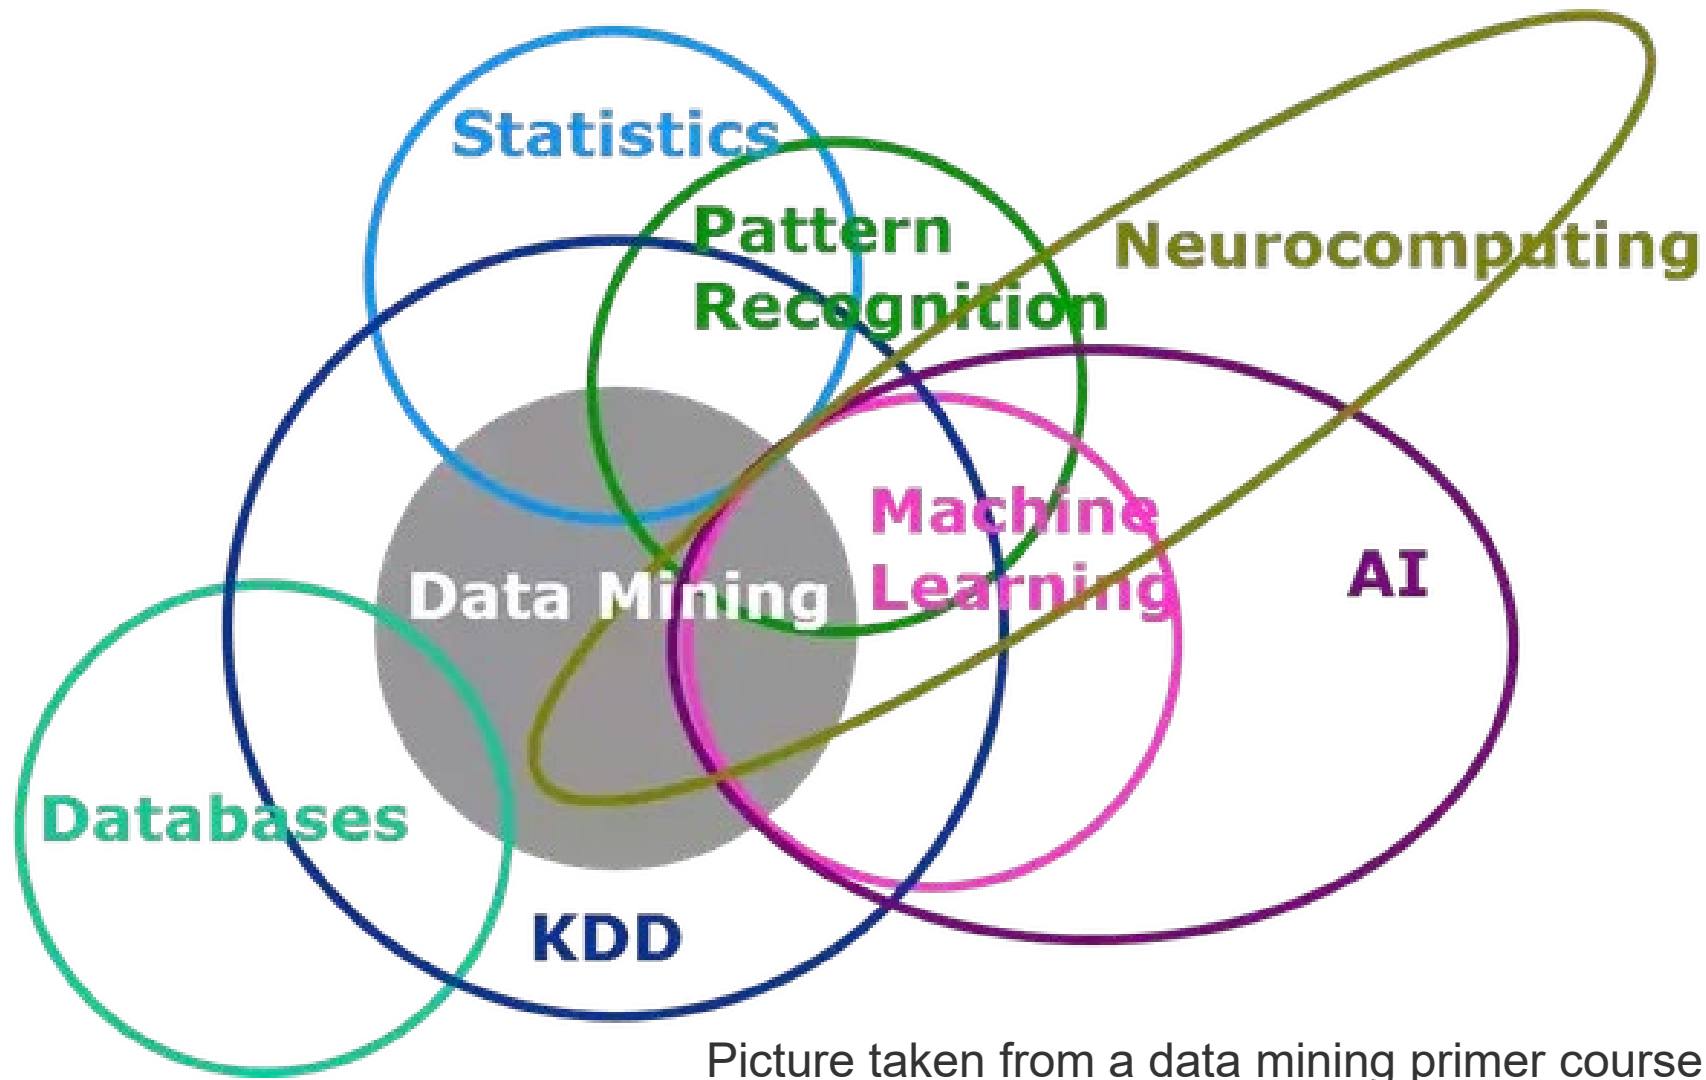 Statistics
Pattern
Recognition
Neurocomputing
Machine
Learning
AI
Data Mining
Databases
KDD
Picture taken from a data mining primer course